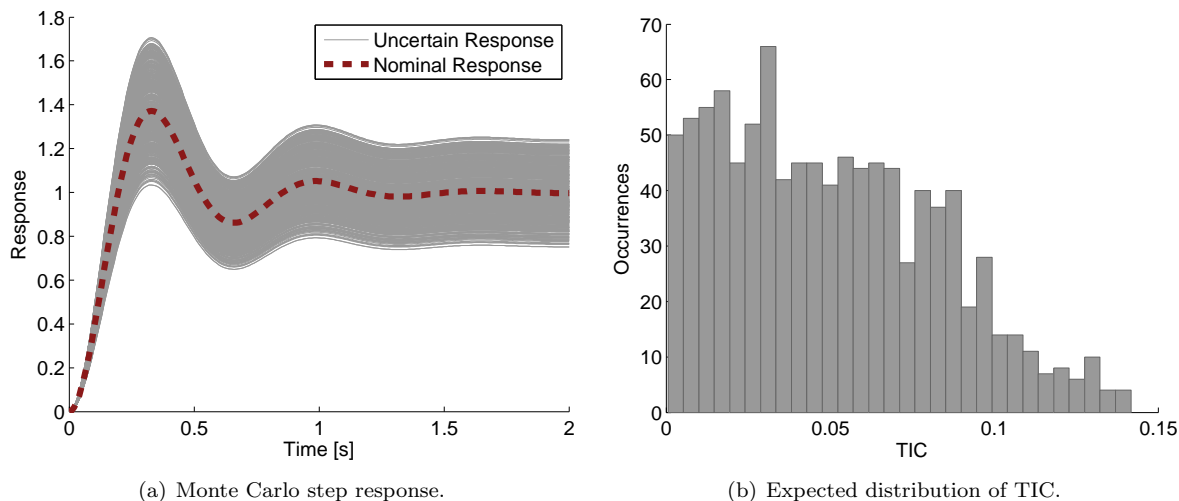 1.8
1.6
1.4
1.2
1
0.8
0.6
0.4
0.2
0
Response
Uncertain Response
Nominal Response
0 0.5 1 1.5 2
Time [s]
(a) Monte Carlo step response.
70
60
50
40
30
20
10
0
Occurrences
0 0.05 0.1 0.15
TIC
(b) Expected distribution of TIC.